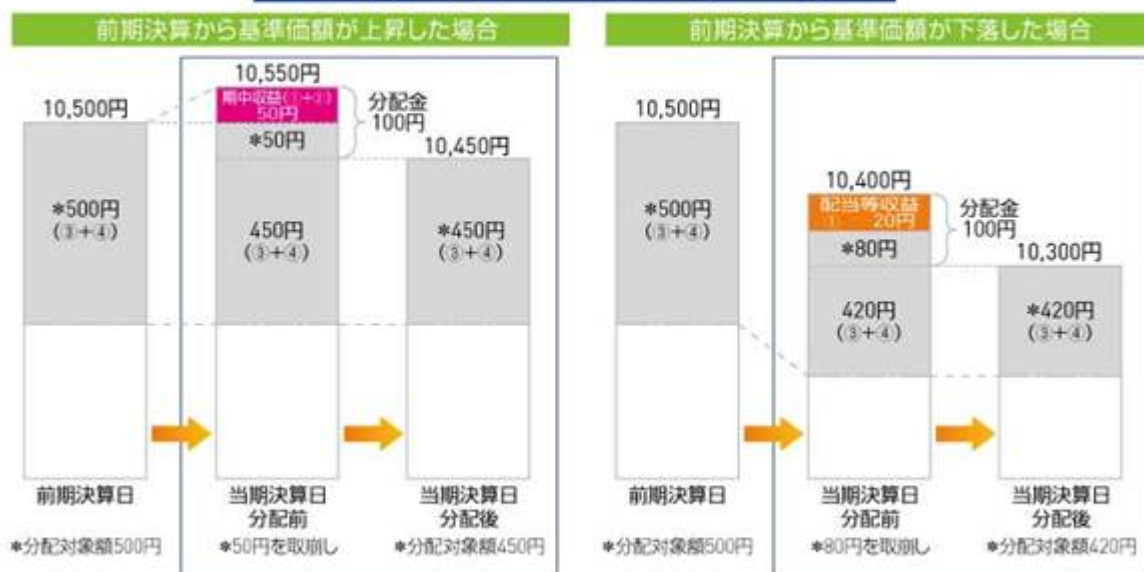 前期決算から基準価額が上昇した場合
10,500円
*500円
(③+④)
前期決算日
*分配対象額500円
10,550円
期中収益(①+②)
50円
*50円
450円
(③+④)
当期決算日
分配前
*50円を取崩し
分配金
100円
10,450円
*450円
(③+④)
当期決算日
分配後
*分配対象額450円
前期決算から基準価額が下落した場合
10,500円
*500円
(③+④)
前期決算日
*分配対象額500円
10,400円
配当等収益
① 20円
*80円
420円
(③+④)
当期決算日
分配前
*80円を取崩し
分配金
100円
10,300円
*420円
(③+④)
当期決算日
分配後
*分配対象額420円